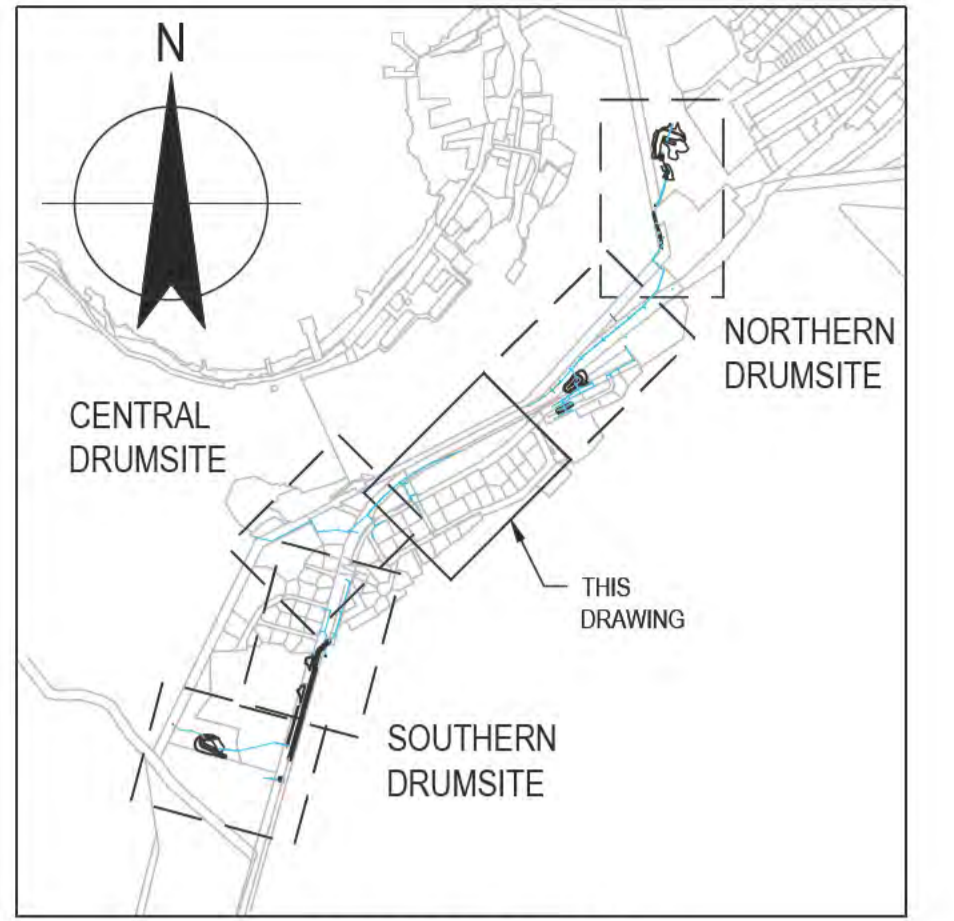 N
NORTHERN
DRUMSITE
CENTRAL
DRUMSITE
THIS
DRAWING
SOUTHERN
DRUMSITE